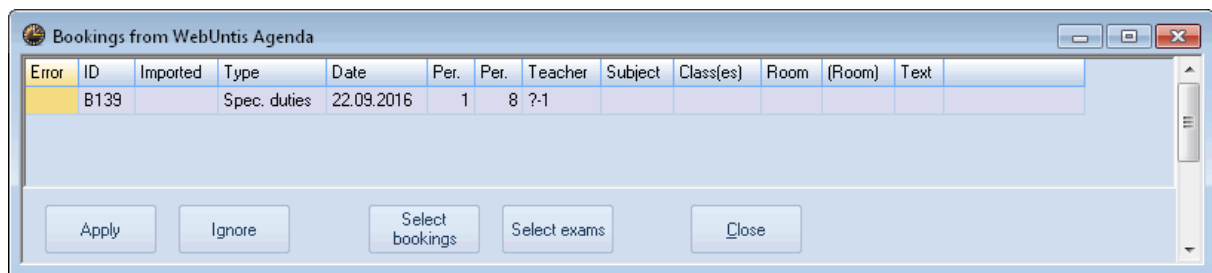 Bookings from WebUntis Agenda
Error ID Imported Type Date Per. Per. Teacher Subject Class(es) Room (Room) Text
B139 Spec. duties 22.09.2016 1 8 ?-1
Apply Ignore Select bookings Select exams Close